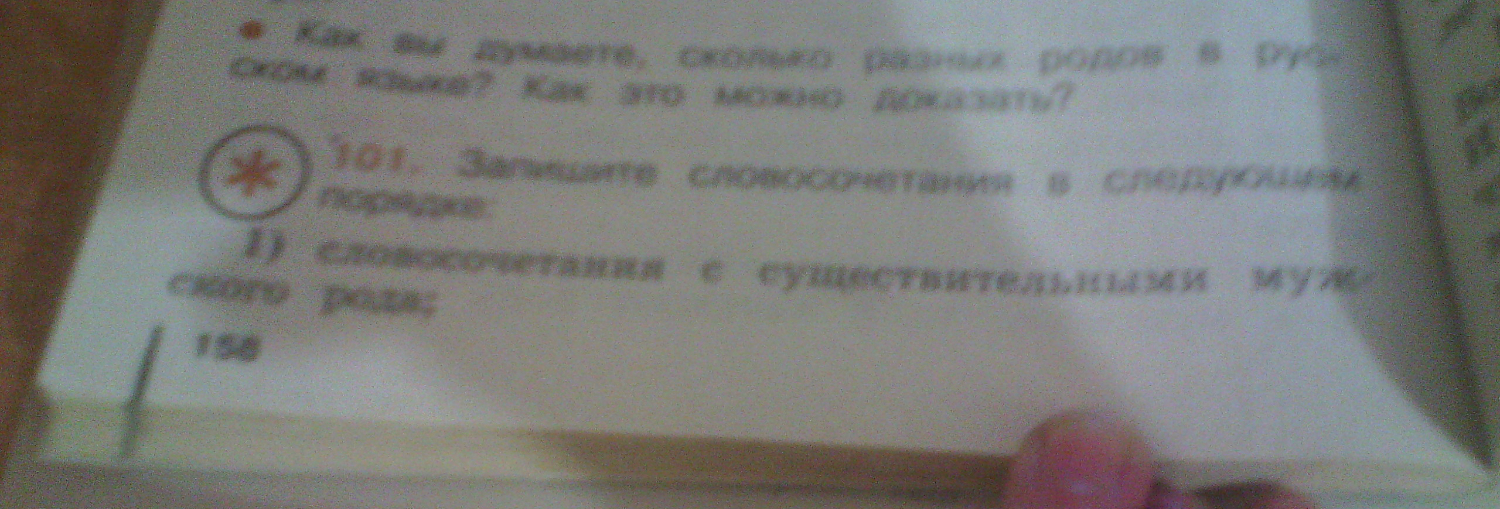 • Как вы думаете, сколько разных родов в рус-
ском языке? Как это можно доказать?
* 101. Запишите словосочетания в следующем
порядке:
1) словосочетания с существительными муж-
ского рода;
158